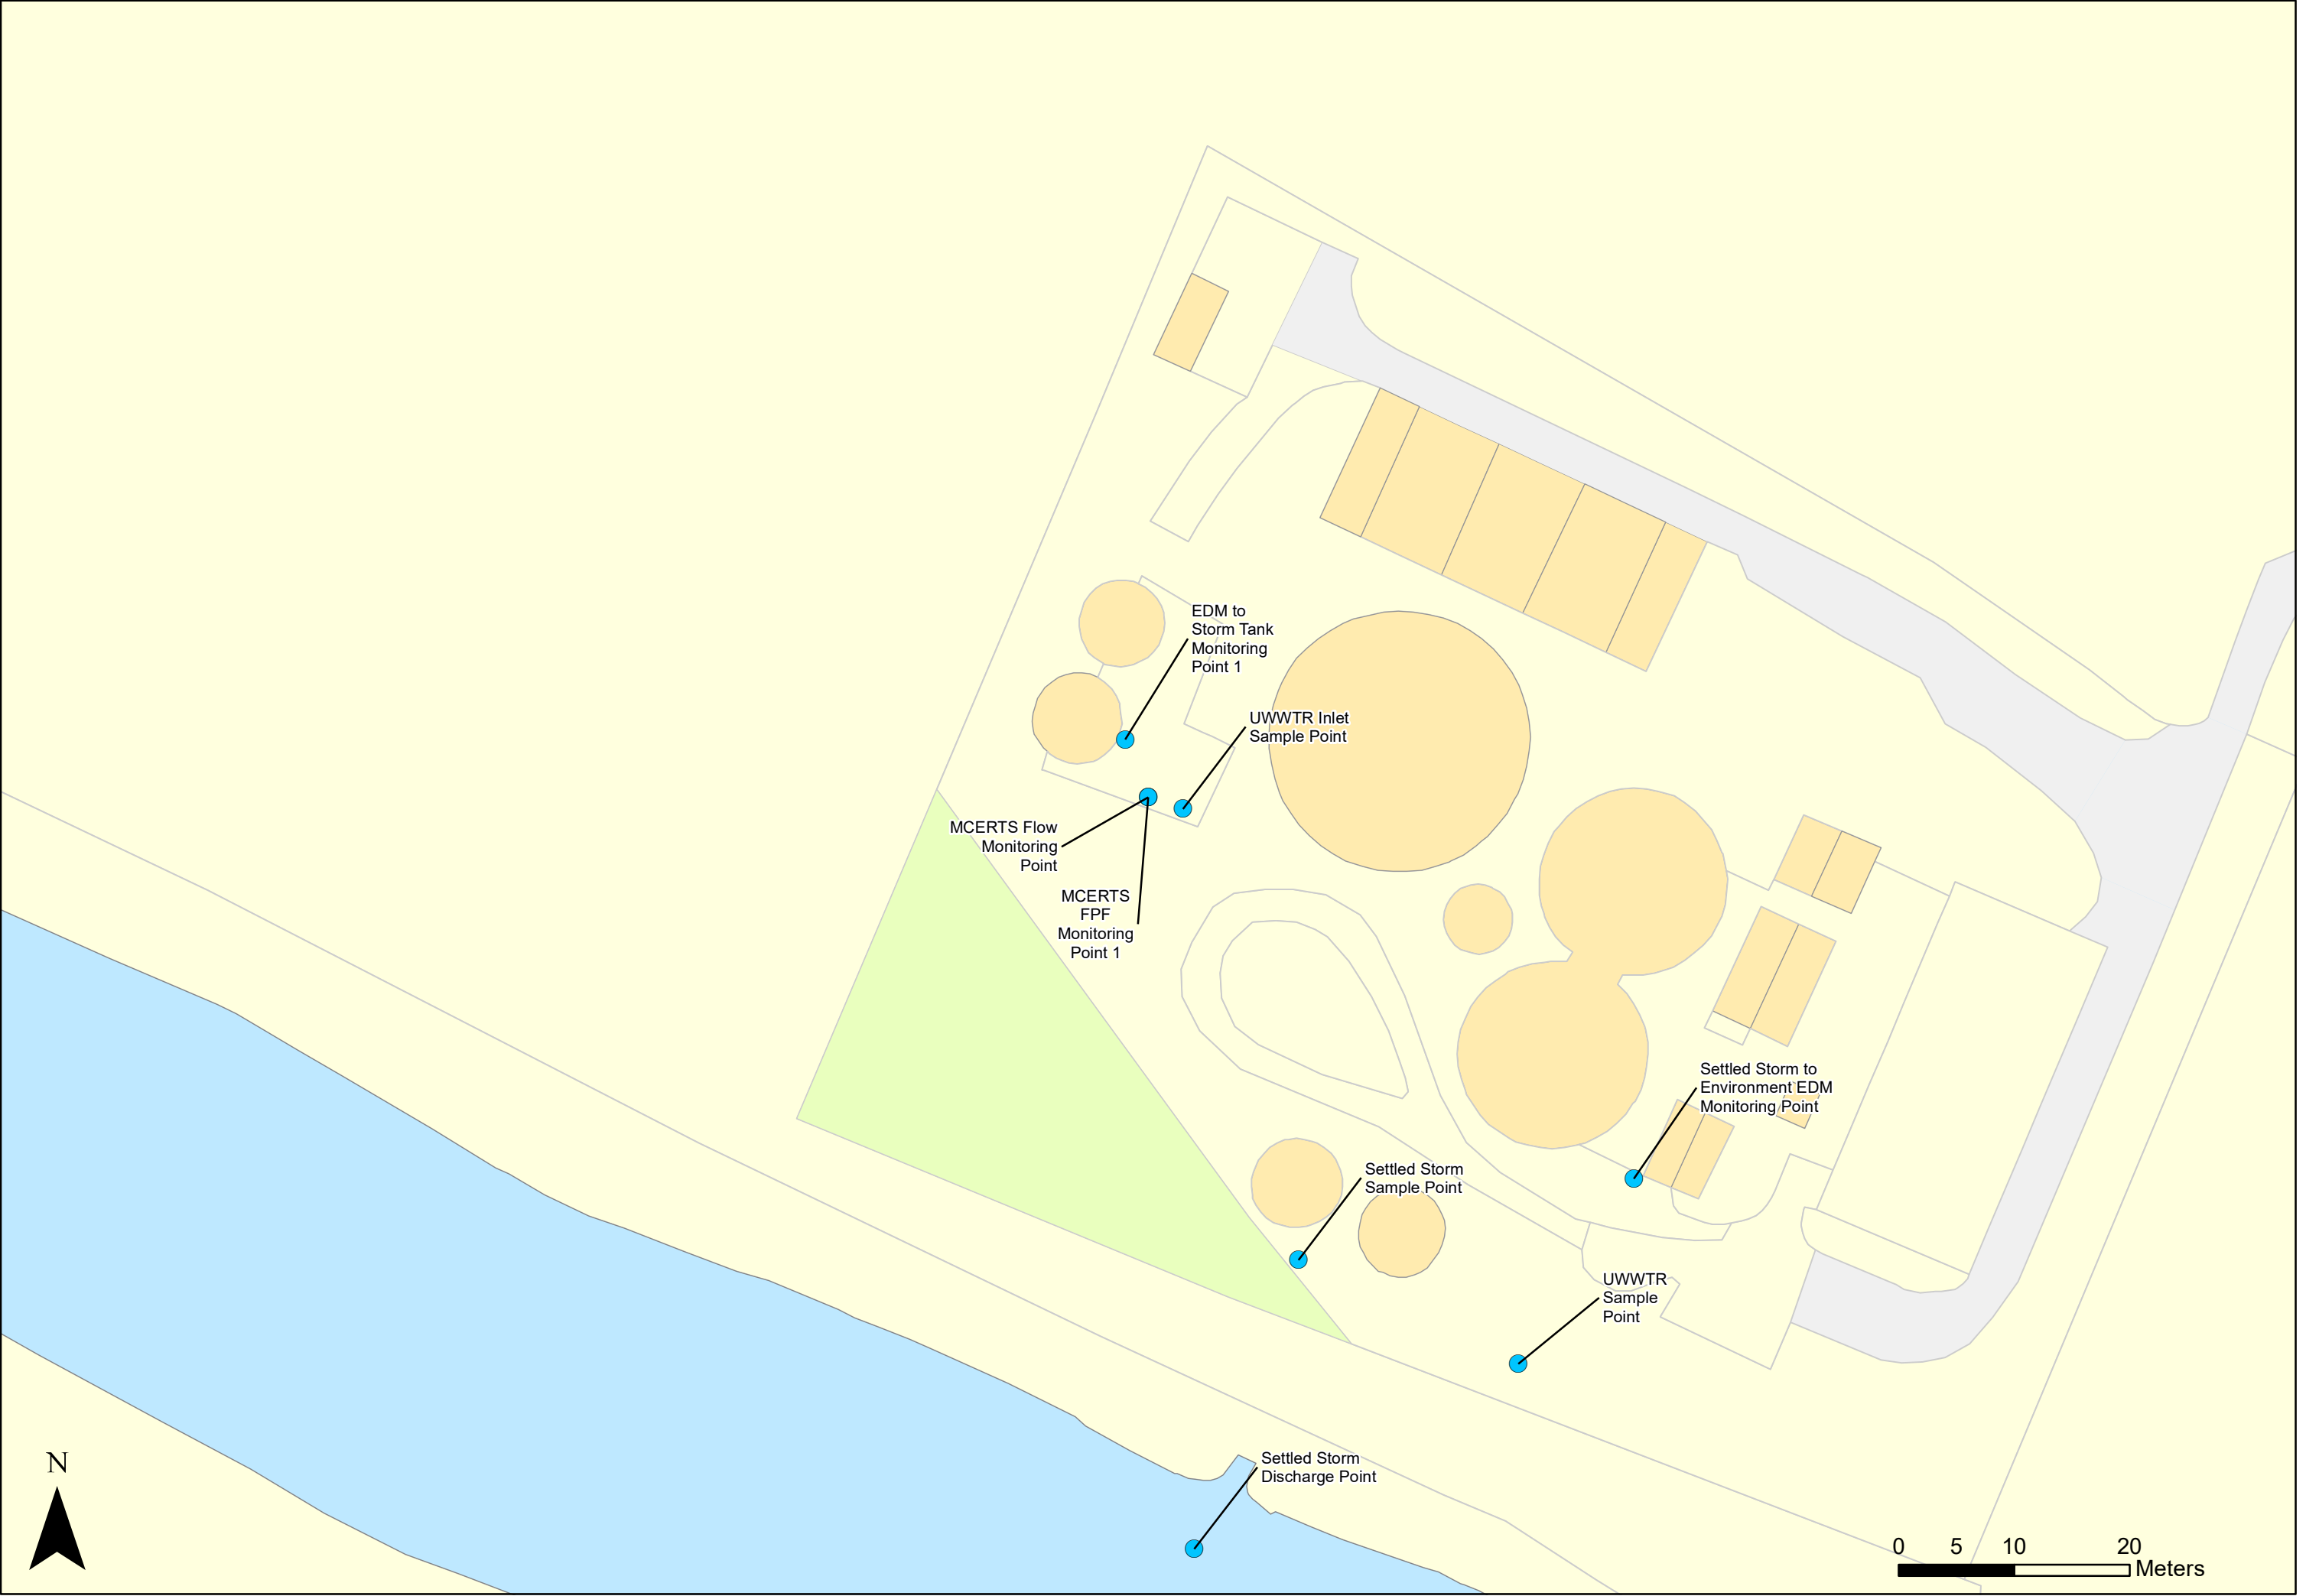 EDM to
Storm Tank
Monitoring
Point 1
UWWTR Inlet
Sample Point
MCERTS Flow
Monitoring
Point
MCERTS
FPF
Monitoring
Point 1
Settled Storm to
Environment EDM
Monitoring Point
Settled Storm
Sample Point
UWWTR
Sample
Point
Settled Storm
Discharge Point
N
0 5 10 20
Meters